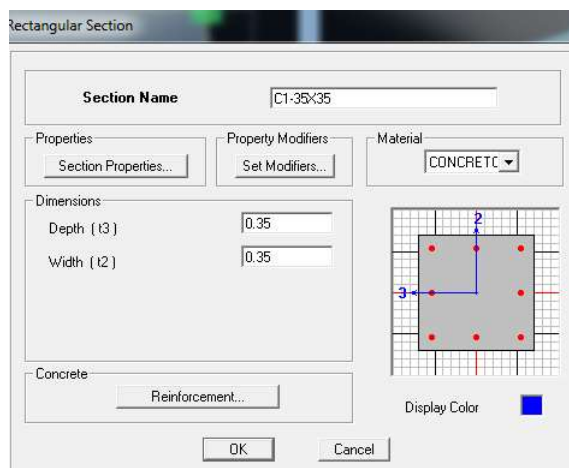 Rectangular Section
Section Name C1-35X35
Properties Property Modifiers Material
Section Properties... Set Modifiers... CONCRETO
Dimensions
Depth ( t3 ) 0.35
Width ( t2 ) 0.35
2
3
Concrete
Reinforcement...
Display Color
OK Cancel